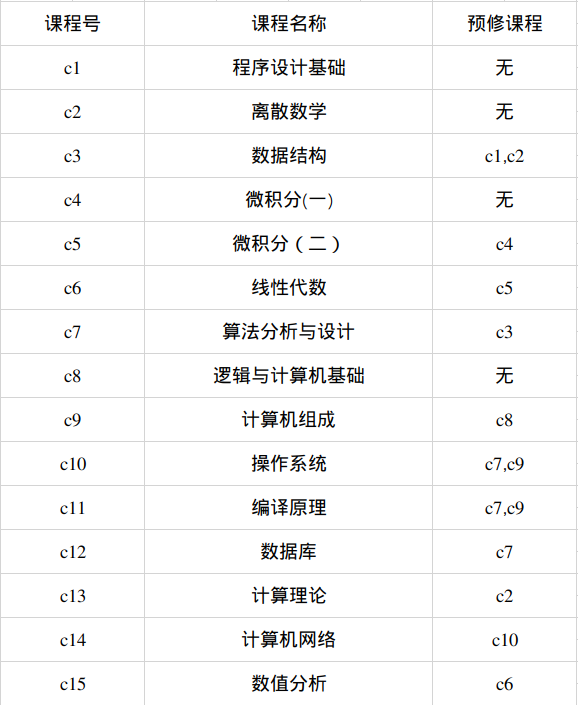 课程号 课程名称 预修课程
c1 程序设计基础 无
c2 离散数学 无
c3 数据结构 c1,c2
c4 微积分(一) 无
c5 微积分（二） c4
c6 线性代数 c5
c7 算法分析与设计 c3
c8 逻辑与计算机基础 无
c9 计算机组成 c8
c10 操作系统 c7,c9
c11 编译原理 c7,c9
c12 数据库 c7
c13 计算理论 c2
c14 计算机网络 c10
c15 数值分析 c6